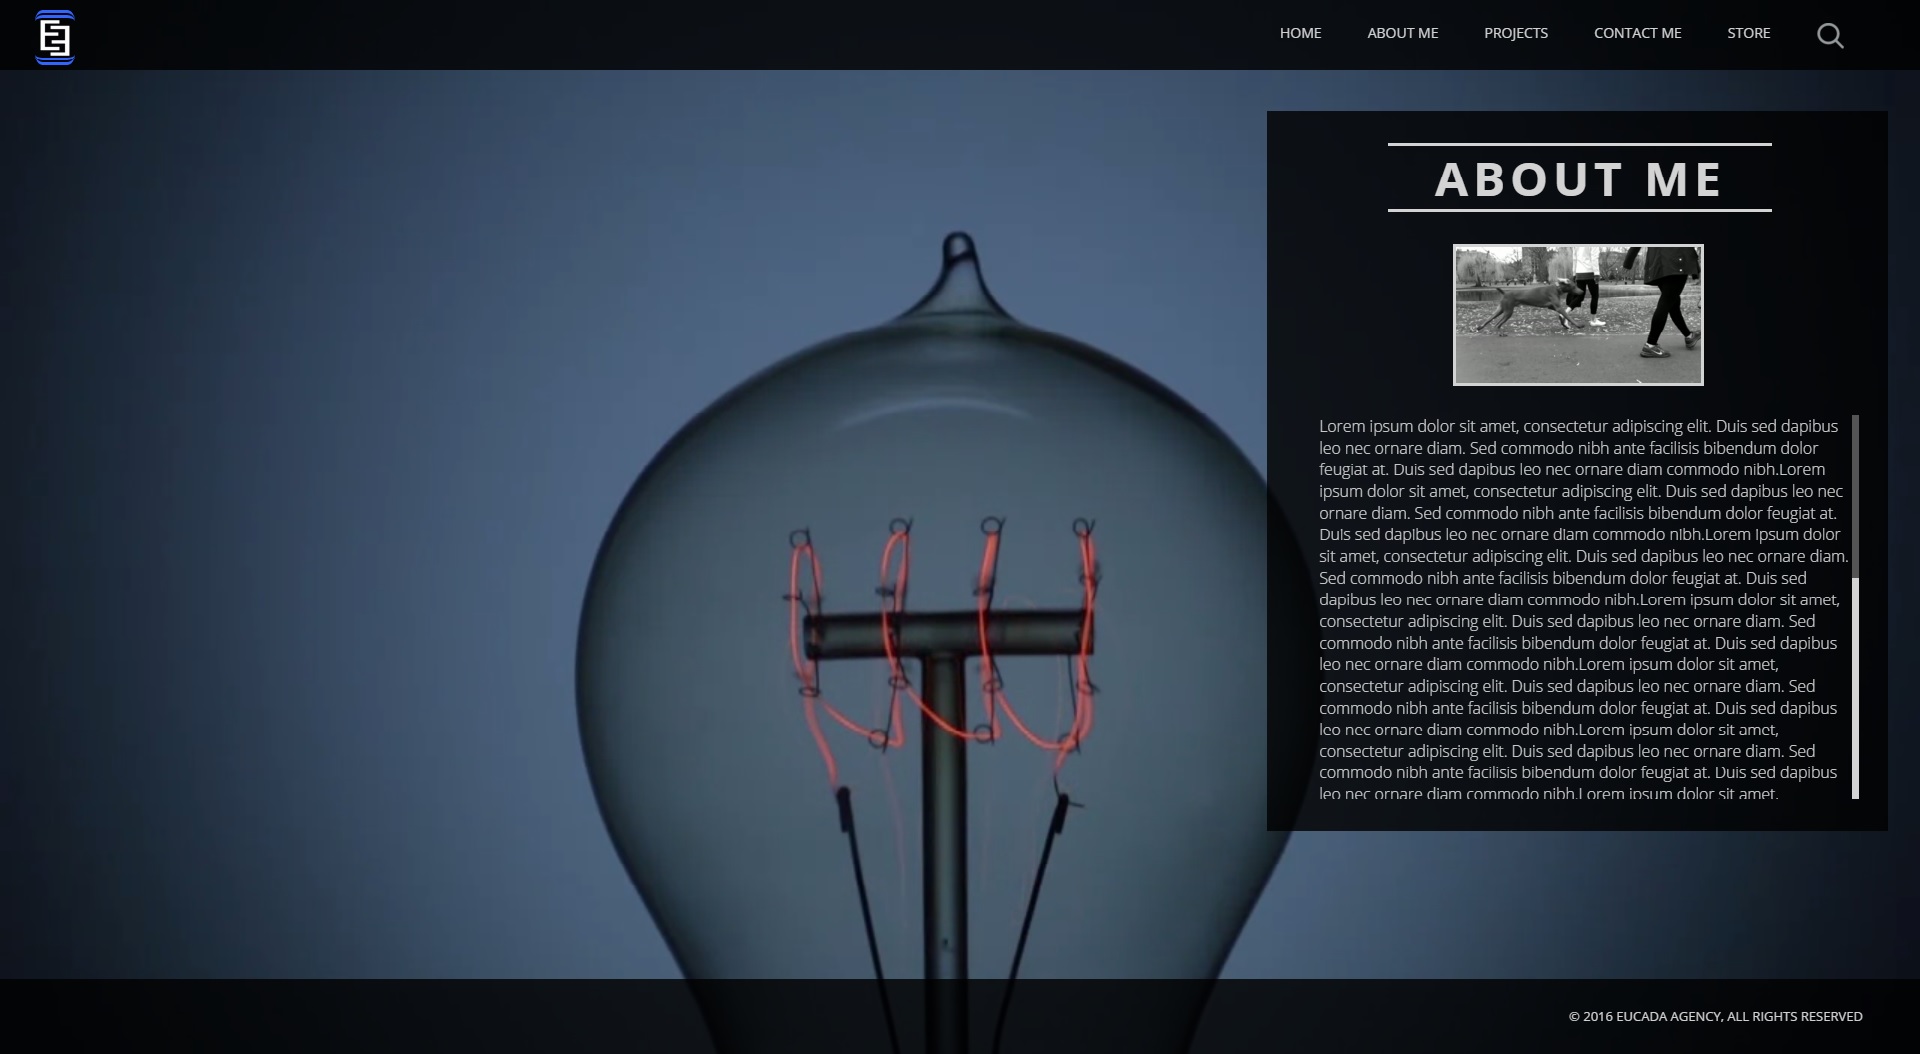 HOME ABOUT ME PROJECTS CONTACT ME STORE
ABOUT ME
Lorem ipsum dolor sit amet, consectetur adipiscing elit. Duis sed dapibus
leo nec ornare diam. Sed commodo nibh ante facilisis bibendum dolor
feugiat at. Duis sed dapibus leo nec ornare diam commodo nibh.Lorem
ipsum dolor sit amet, consectetur adipiscing elit. Duis sed dapibus leo nec
ornare diam. Sed commodo nibh ante facilisis bibendum dolor feugiat at.
Duis sed dapibus leo nec ornare diam commodo nibh.Lorem ipsum dolor
sit amet, consectetur adipiscing elit. Duis sed dapibus leo nec ornare diam.
Sed commodo nibh ante facilisis bibendum dolor feugiat at. Duis sed
dapibus leo nec ornare diam commodo nibh.Lorem ipsum dolor sit amet,
consectetur adipiscing elit. Duis sed dapibus leo nec ornare diam. Sed
commodo nibh ante facilisis bibendum dolor feugiat at. Duis sed dapibus
leo nec ornare diam commodo nibh.Lorem ipsum dolor sit amet,
consectetur adipiscing elit. Duis sed dapibus leo nec ornare diam. Sed
commodo nibh ante facilisis bibendum dolor feugiat at. Duis sed dapibus
leo nec ornare diam commodo nibh.Lorem ipsum dolor sit amet,
consectetur adipiscing elit. Duis sed dapibus leo nec ornare diam. Sed
commodo nibh ante facilisis bibendum dolor feugiat at. Duis sed dapibus
leo nec ornare diam commodo nibh.Lorem ipsum dolor sit amet,
© 2016 EUCADA AGENCY, ALL RIGHTS RESERVED